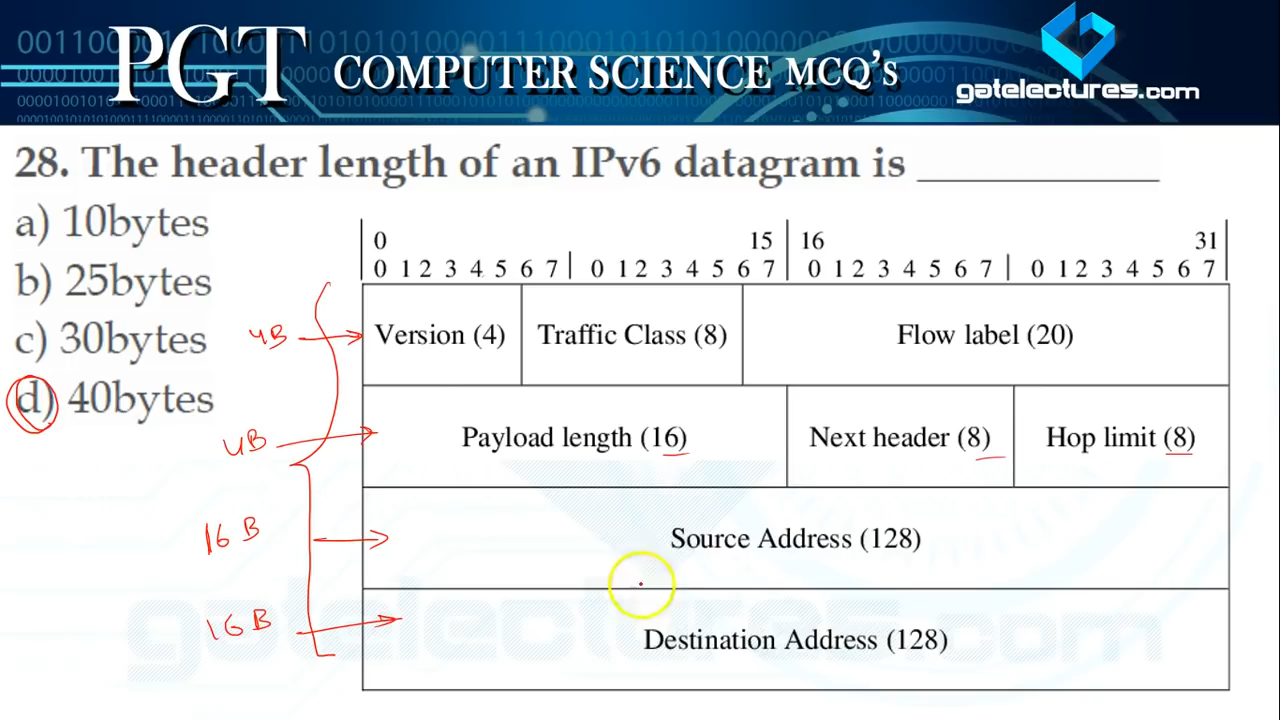 PGT COMPUTER SCIENCE MCQ's
gatelectures.com
28. The header length of an IPv6 datagram is __________
a) 10bytes
b) 25bytes
c) 30bytes
d) 40bytes
0 15 16 31
0 1 2 3 4 5 6 7 0 1 2 3 4 5 6 7 0 1 2 3 4 5 6 7 0 1 2 3 4 5 6 7
4B Version (4) Traffic Class (8) Flow label (20)
4B Payload length (16) Next header (8) Hop limit (8)
16 B Source Address (128)
16 B Destination Address (128)
gatelectures.com